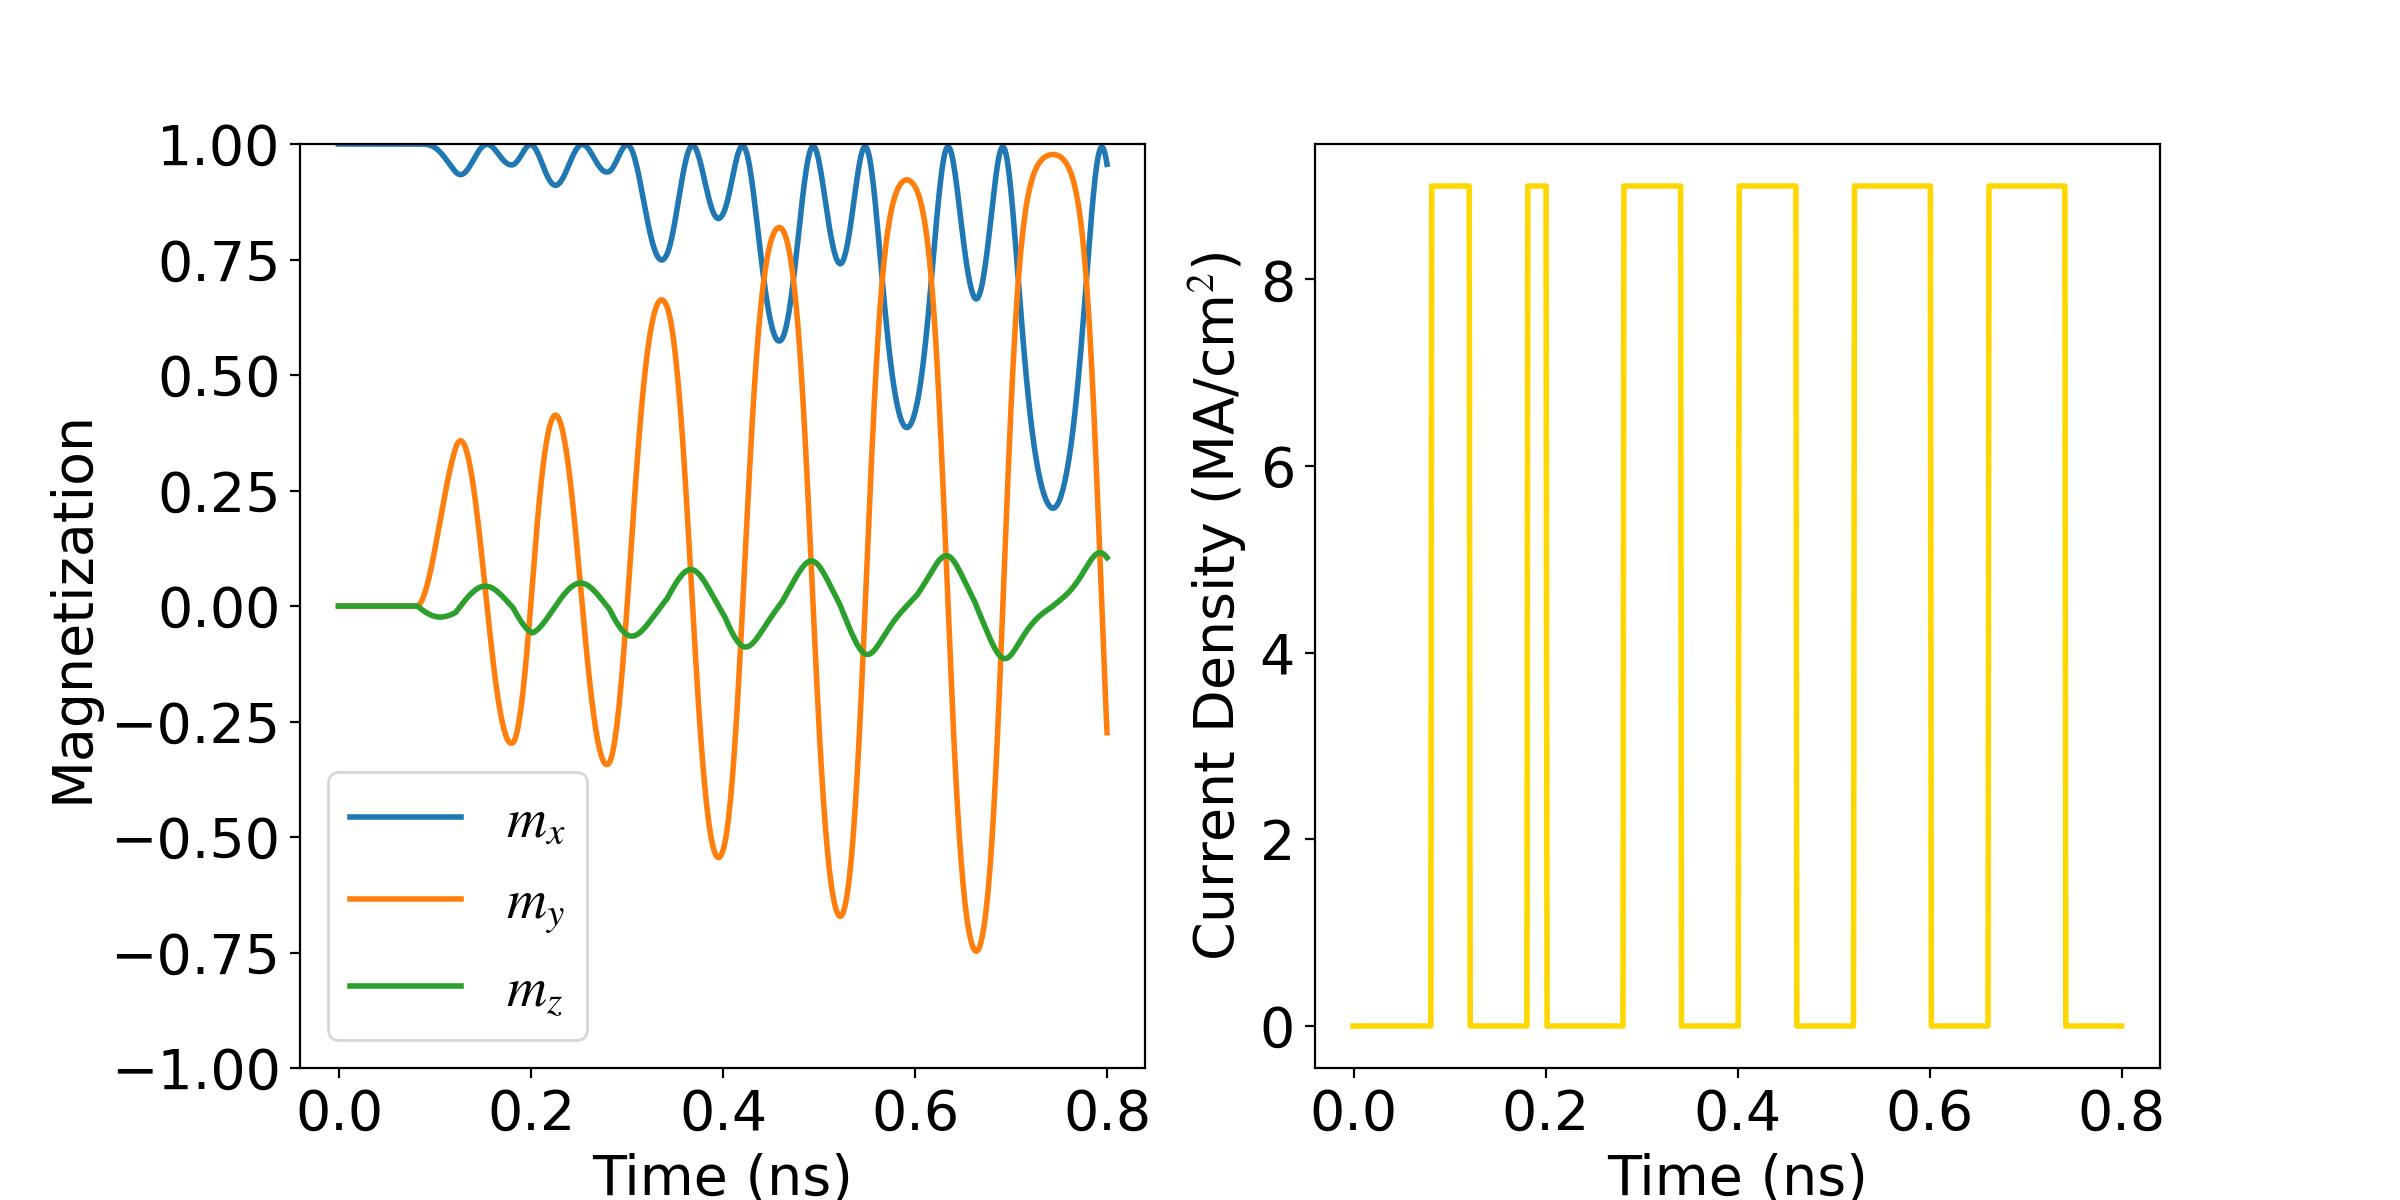 Magnetization
1.00
0.75
0.50
0.25
0.00
−0.25
−0.50
−0.75
−1.00
0.0 0.2 0.4 0.6 0.8
Time (ns)
m_x
m_y
m_z
Current Density (MA/cm²)
8
6
4
2
0
0.0 0.2 0.4 0.6 0.8
Time (ns)